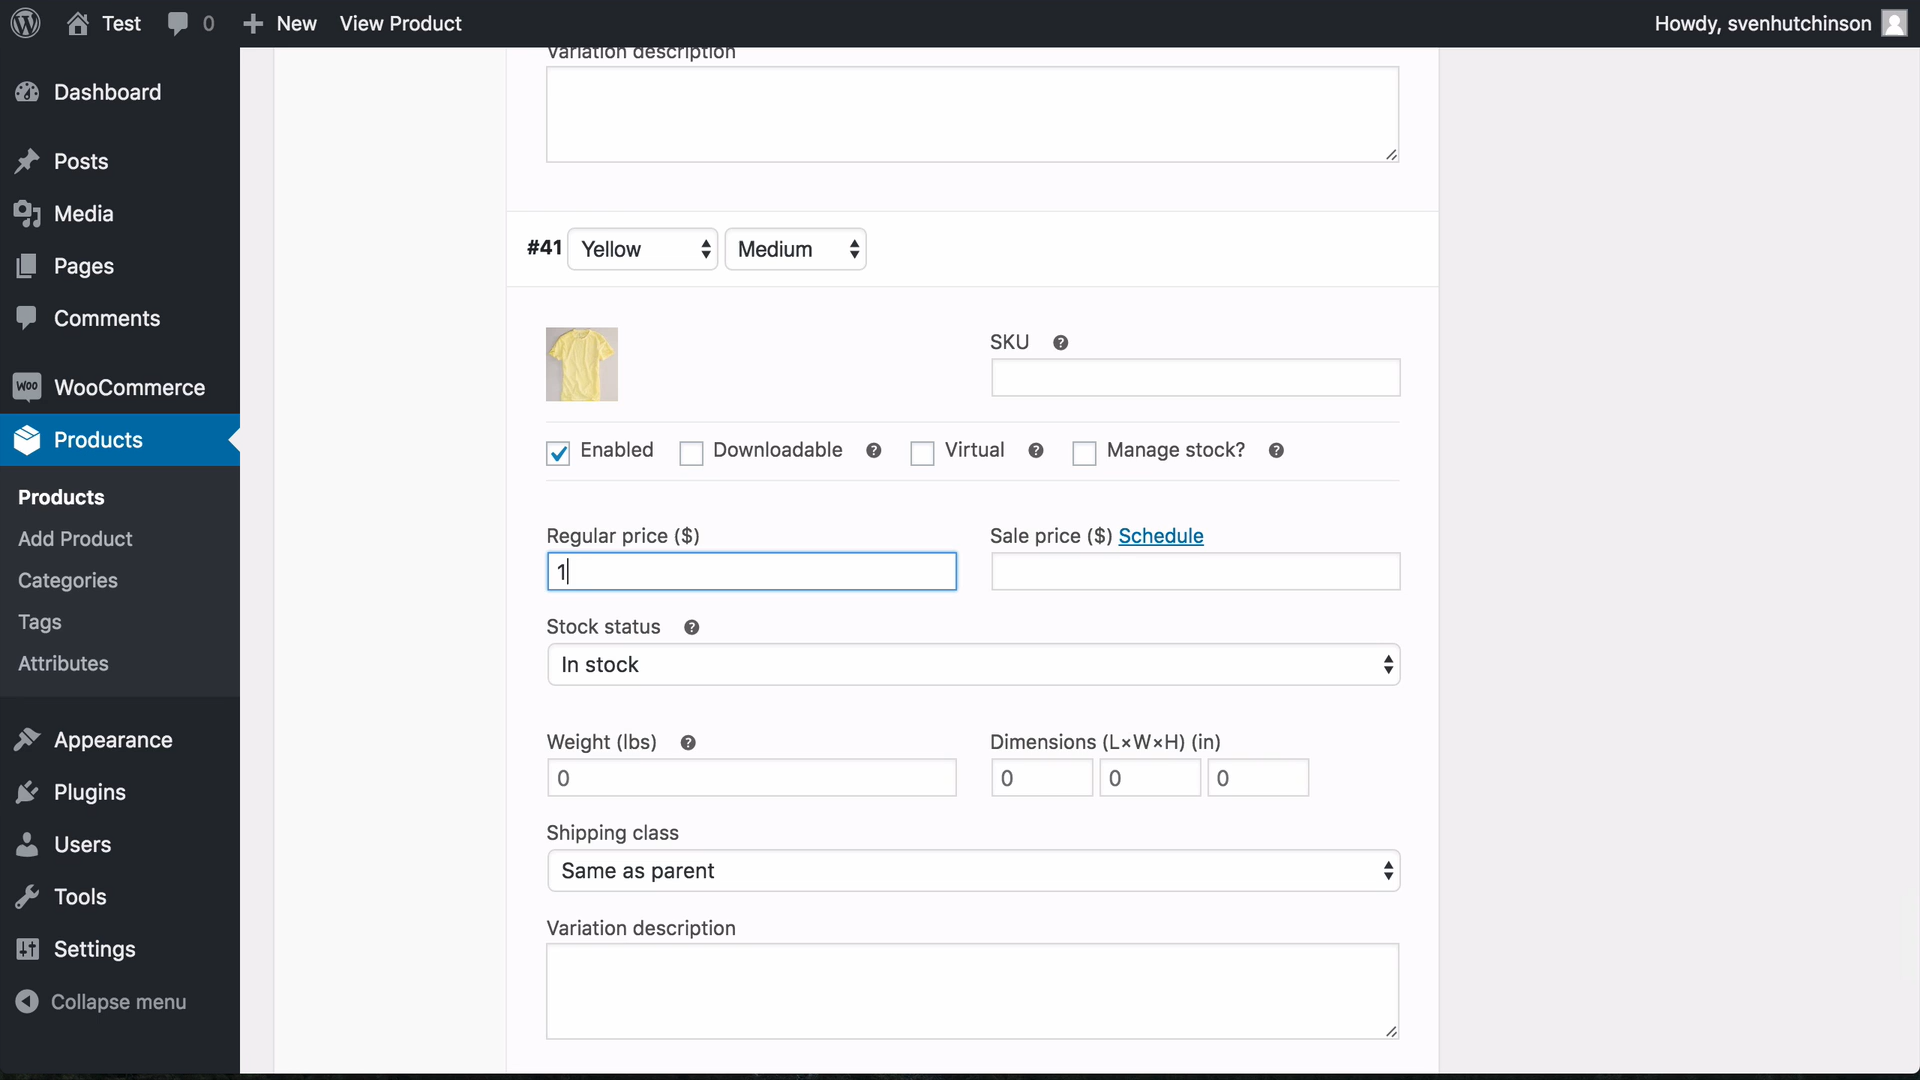 Test
0
New
View Product
Howdy, svenhutchinson
Dashboard
Posts
Media
Pages
Comments
Woo
WooCommerce
Products
Products
Add Product
Categories
Tags
Attributes
Appearance
Plugins
Users
Tools
Settings
Collapse menu
Variation description
#41
Yellow
Medium
SKU ?
Enabled
Downloadable ?
Virtual ?
Manage stock? ?
Regular price ($)
1
Sale price ($) Schedule
Stock status ?
In stock
Weight (lbs) ?
0
Dimensions (L×W×H) (in)
0
0
0
Shipping class
Same as parent
Variation description